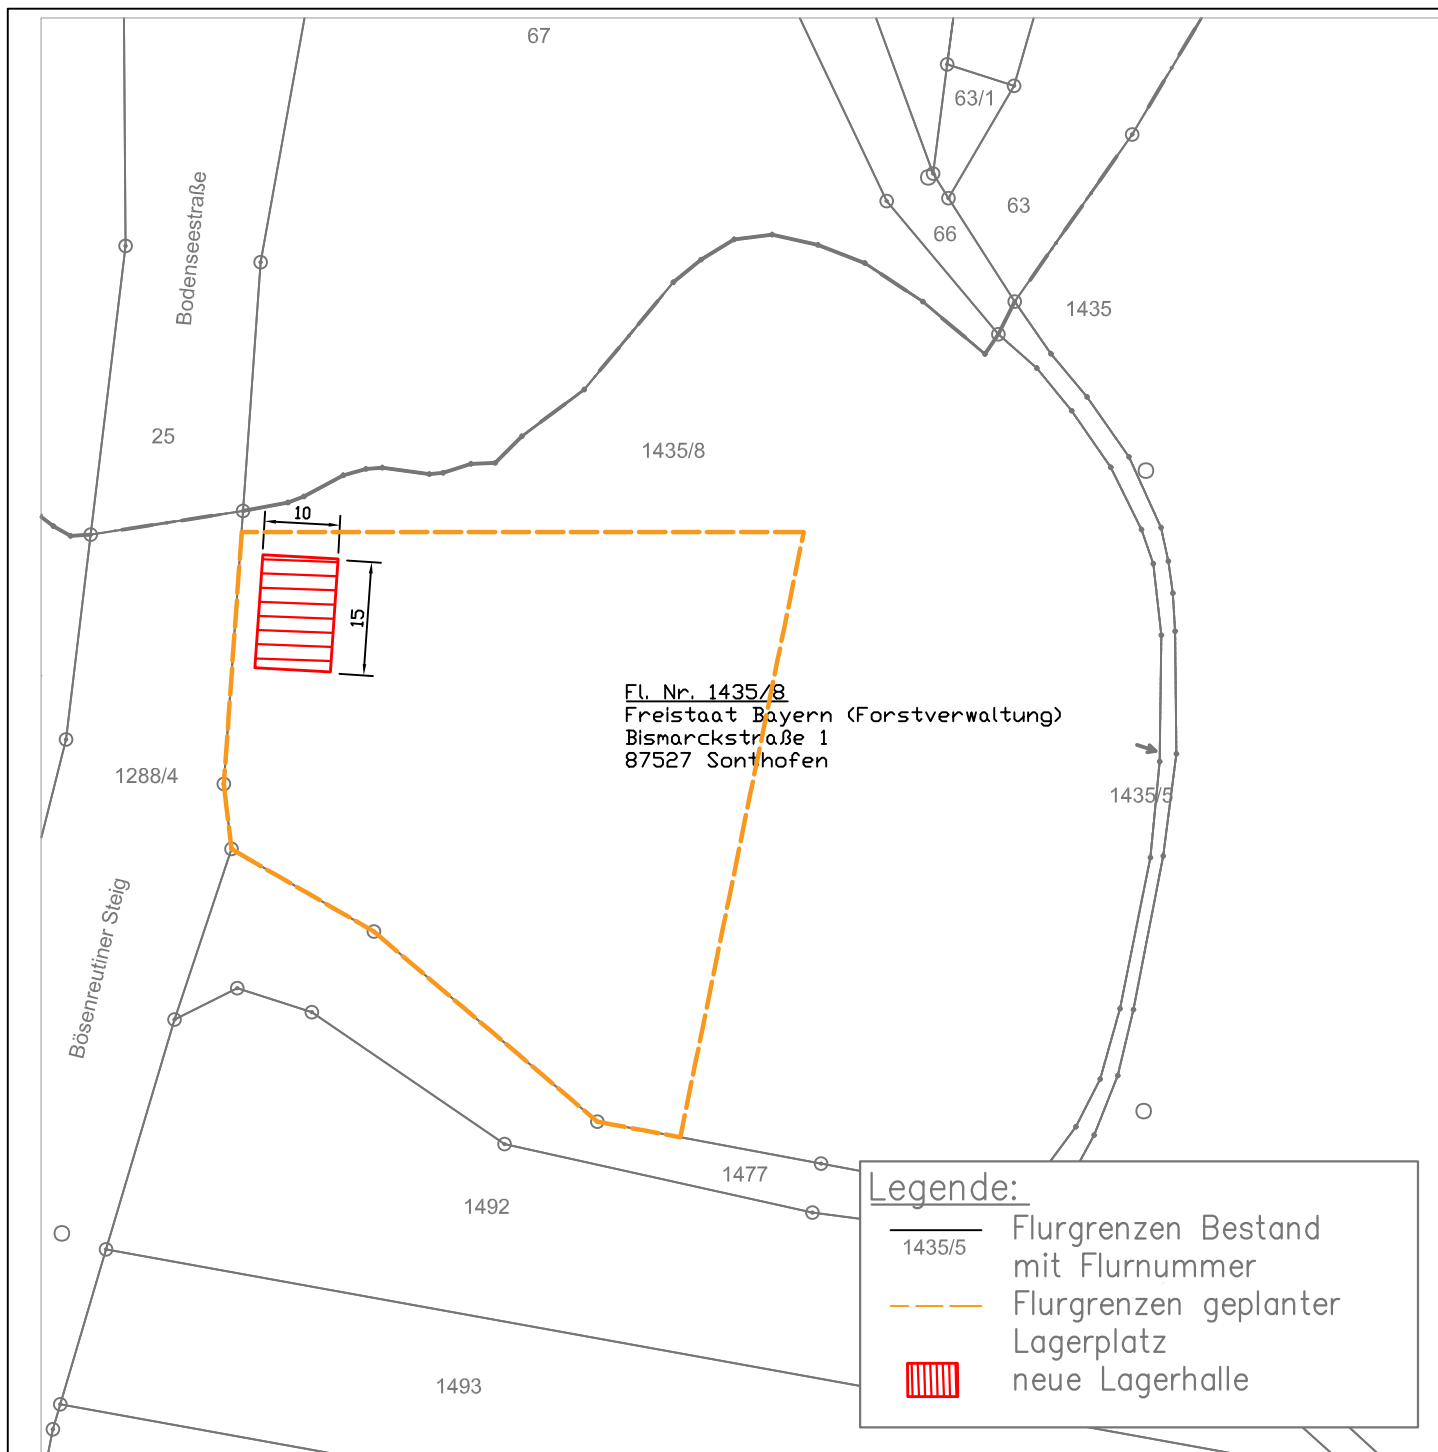 67
63/1
63
66
Bodenseestraße
1435
25
1435/8
10
15
Fl. Nr. 1435/8
Freistaat Bayern (Forstverwaltung)
Bismarckstraße 1
87527 Sonthofen
1288/4
1435/5
Bösenreutiner Steig
1477
1492
1493
Legende:
Flurgrenzen Bestand
1435/5
mit Flurnummer
Flurgrenzen geplanter
Lagerplatz
neue Lagerhalle